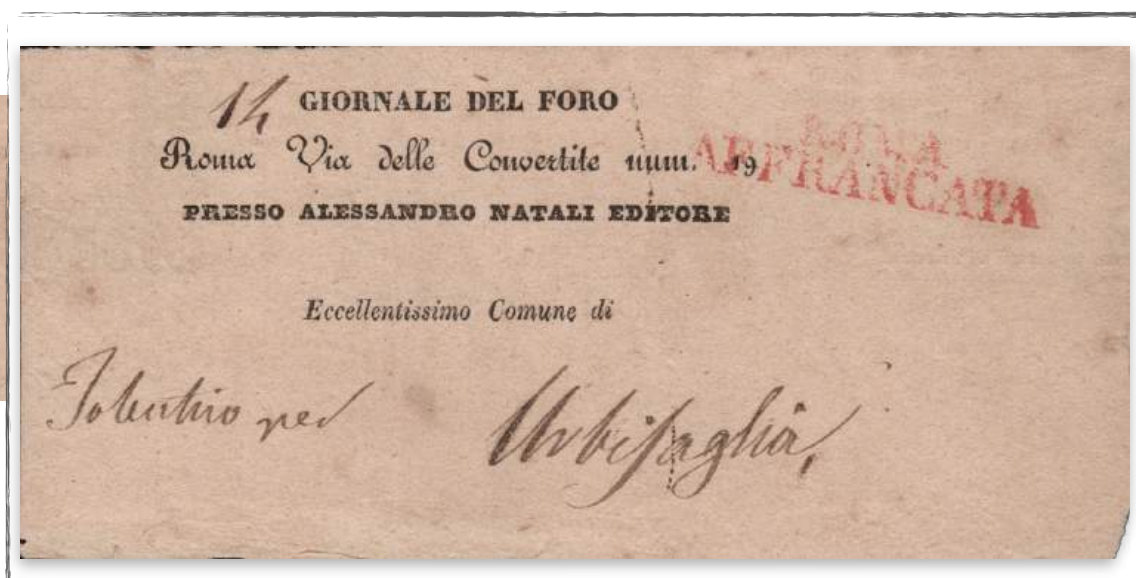 14 GIORNALE DEL FORO
Roma Via delle Convertite num. 19
PRESSO ALESSANDRO NATALI EDITORE
ROMA
AFFRANCATA
Eccellentissimo Comune di
Tolentino per Urbisaglia,